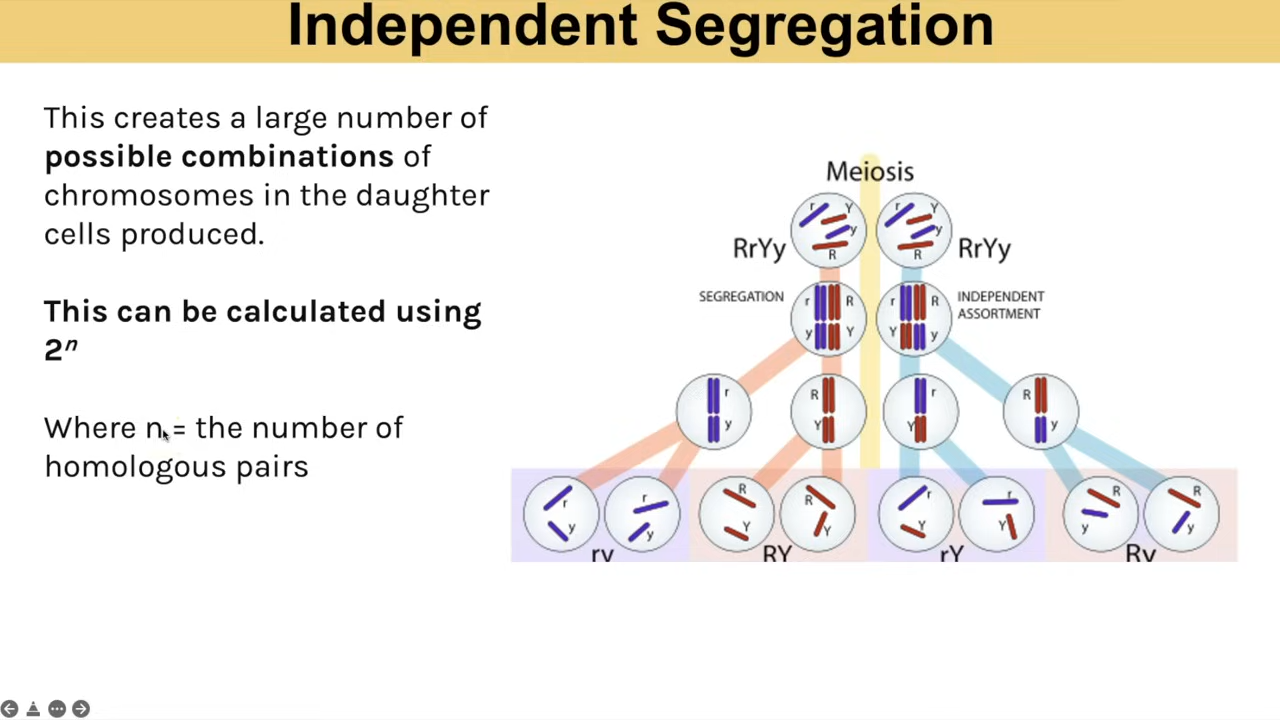 Independent Segregation
This creates a large number of
possible combinations of
chromosomes in the daughter
cells produced.
This can be calculated using
2ⁿ
Where n = the number of
homologous pairs
Meiosis
r Y y R
r Y y R
RrYy
RrYy
SEGREGATION
r R y Y
r R Y y
INDEPENDENT
ASSORTMENT
r y
R Y
r Y
R y
r y
r y
R Y
R Y
r Y
r Y
R y
R y
ry
RY
rY
Ry